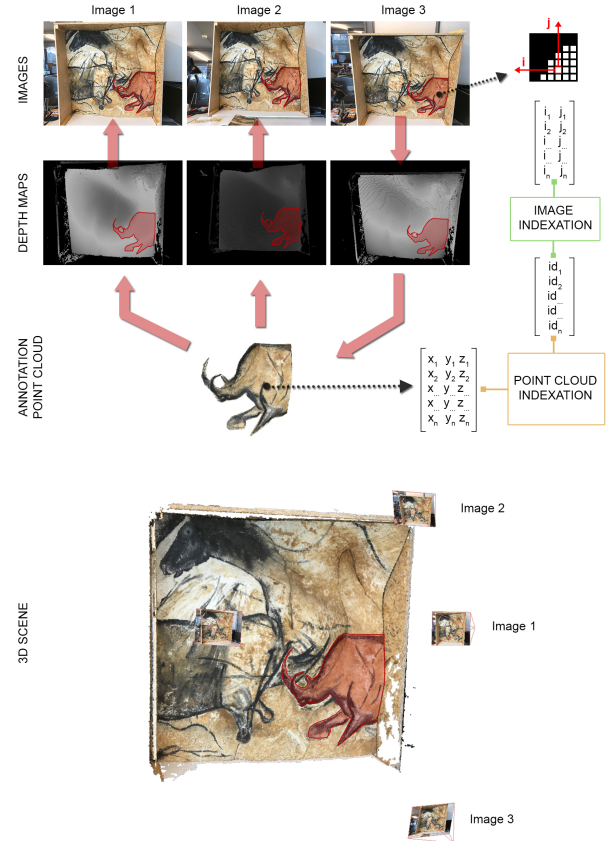 Image 1
Image 2
Image 3
IMAGES
j
i
i1 j1
i2 j2
i... j...
i... j...
in jn
DEPTH MAPS
IMAGE
INDEXATION
id1
id2
id...
id...
idn
ANNOTATION
POINT CLOUD
x1 y1 z1
x2 y2 z2
x... y... z...
x... y... z...
xn yn zn
POINT CLOUD
INDEXATION
3D SCENE
Image 2
Image 1
Image 3